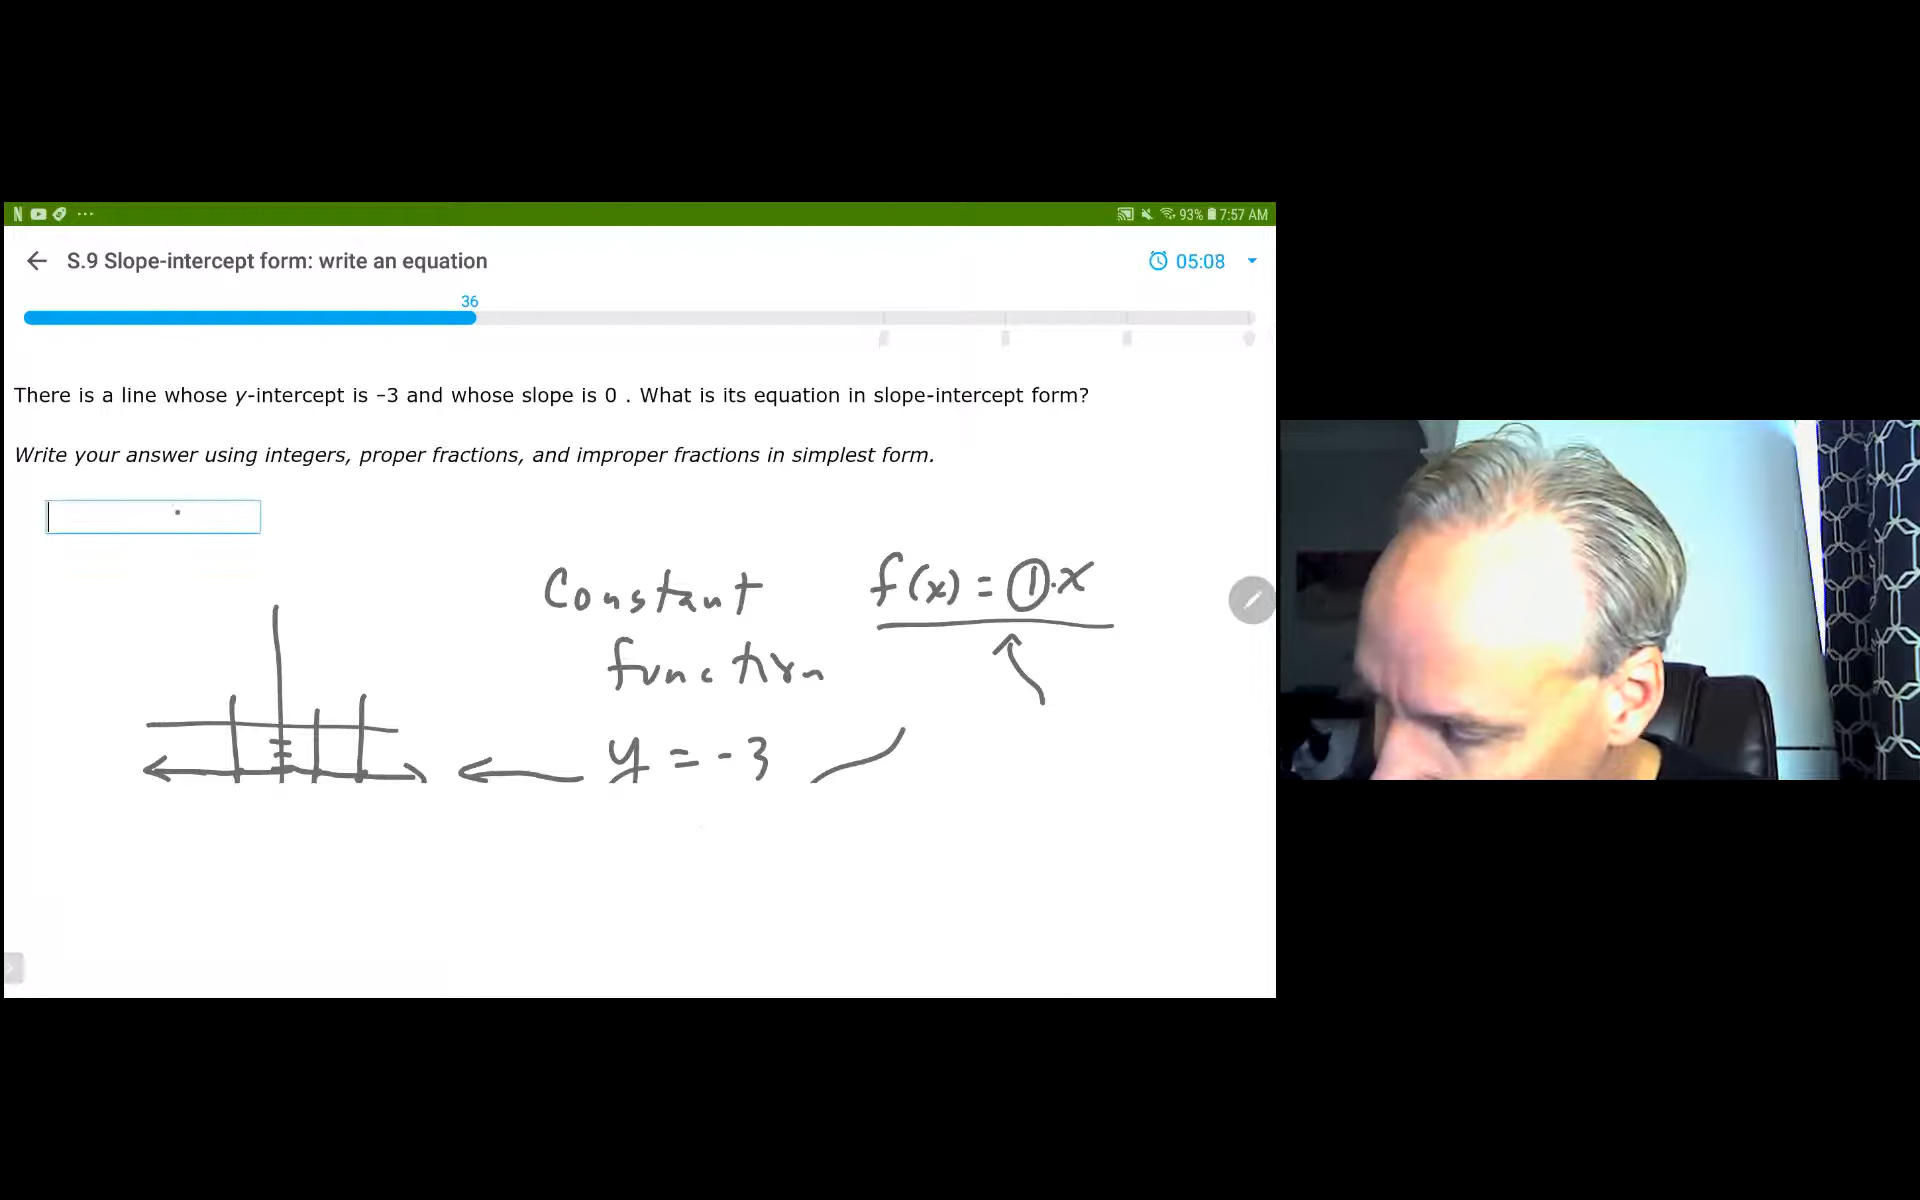 N ... 93% 7:57 AM
S.9 Slope-intercept form: write an equation 05:08
36
There is a line whose y-intercept is –3 and whose slope is 0 . What is its equation in slope-intercept form?
Write your answer using integers, proper fractions, and improper fractions in simplest form.
Constant f(x) = 1·x
function
y = -3